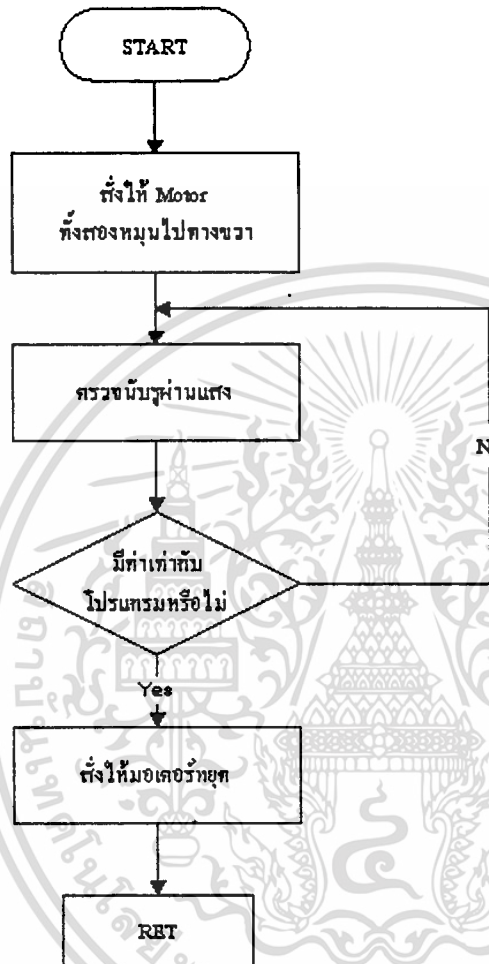 START
สั่งให้ Motor
ทั้งสองหมุนไปทางขวา
ตรวจนับรูผ่านแสง
N
มีค่าเท่ากับ
โปรแกรมหรือไม่
Yes
สั่งให้มอเตอร์หยุด
RET